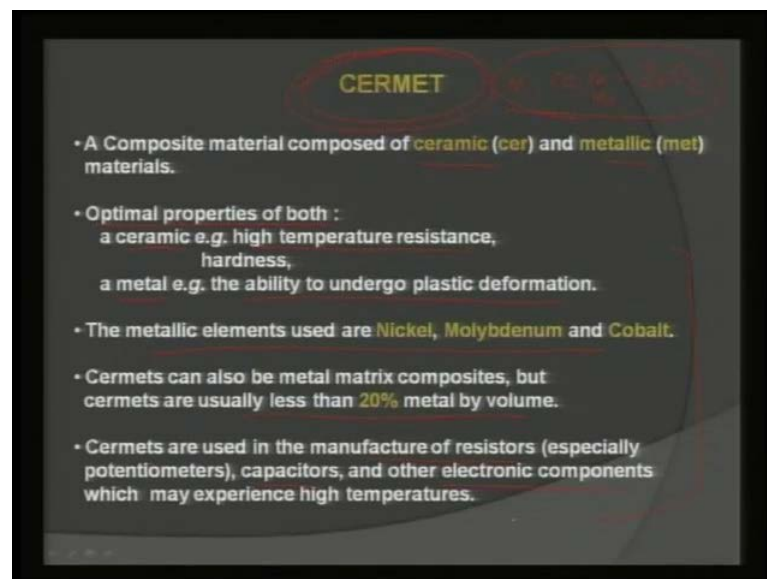 CERMET
• A Composite material composed of ceramic (cer) and metallic (met)
materials.
• Optimal properties of both :
a ceramic e.g. high temperature resistance,
hardness,
a metal e.g. the ability to undergo plastic deformation.
• The metallic elements used are Nickel, Molybdenum and Cobalt.
• Cermets can also be metal matrix composites, but
cermets are usually less than 20% metal by volume.
• Cermets are used in the manufacture of resistors (especially
potentiometers), capacitors, and other electronic components
which may experience high temperatures.